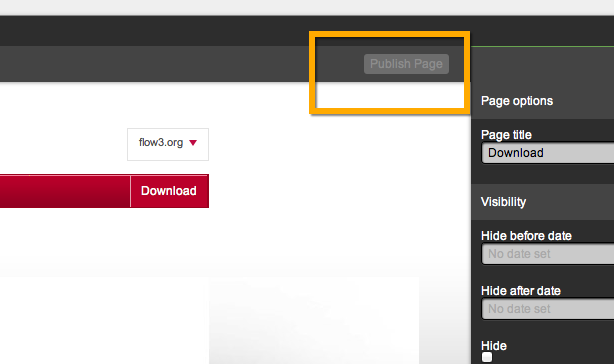 Publish Page
Page options
Page title
Download
flow3.org
Download
Visibility
Hide before date
No date set
Hide after date
No date set
Hide